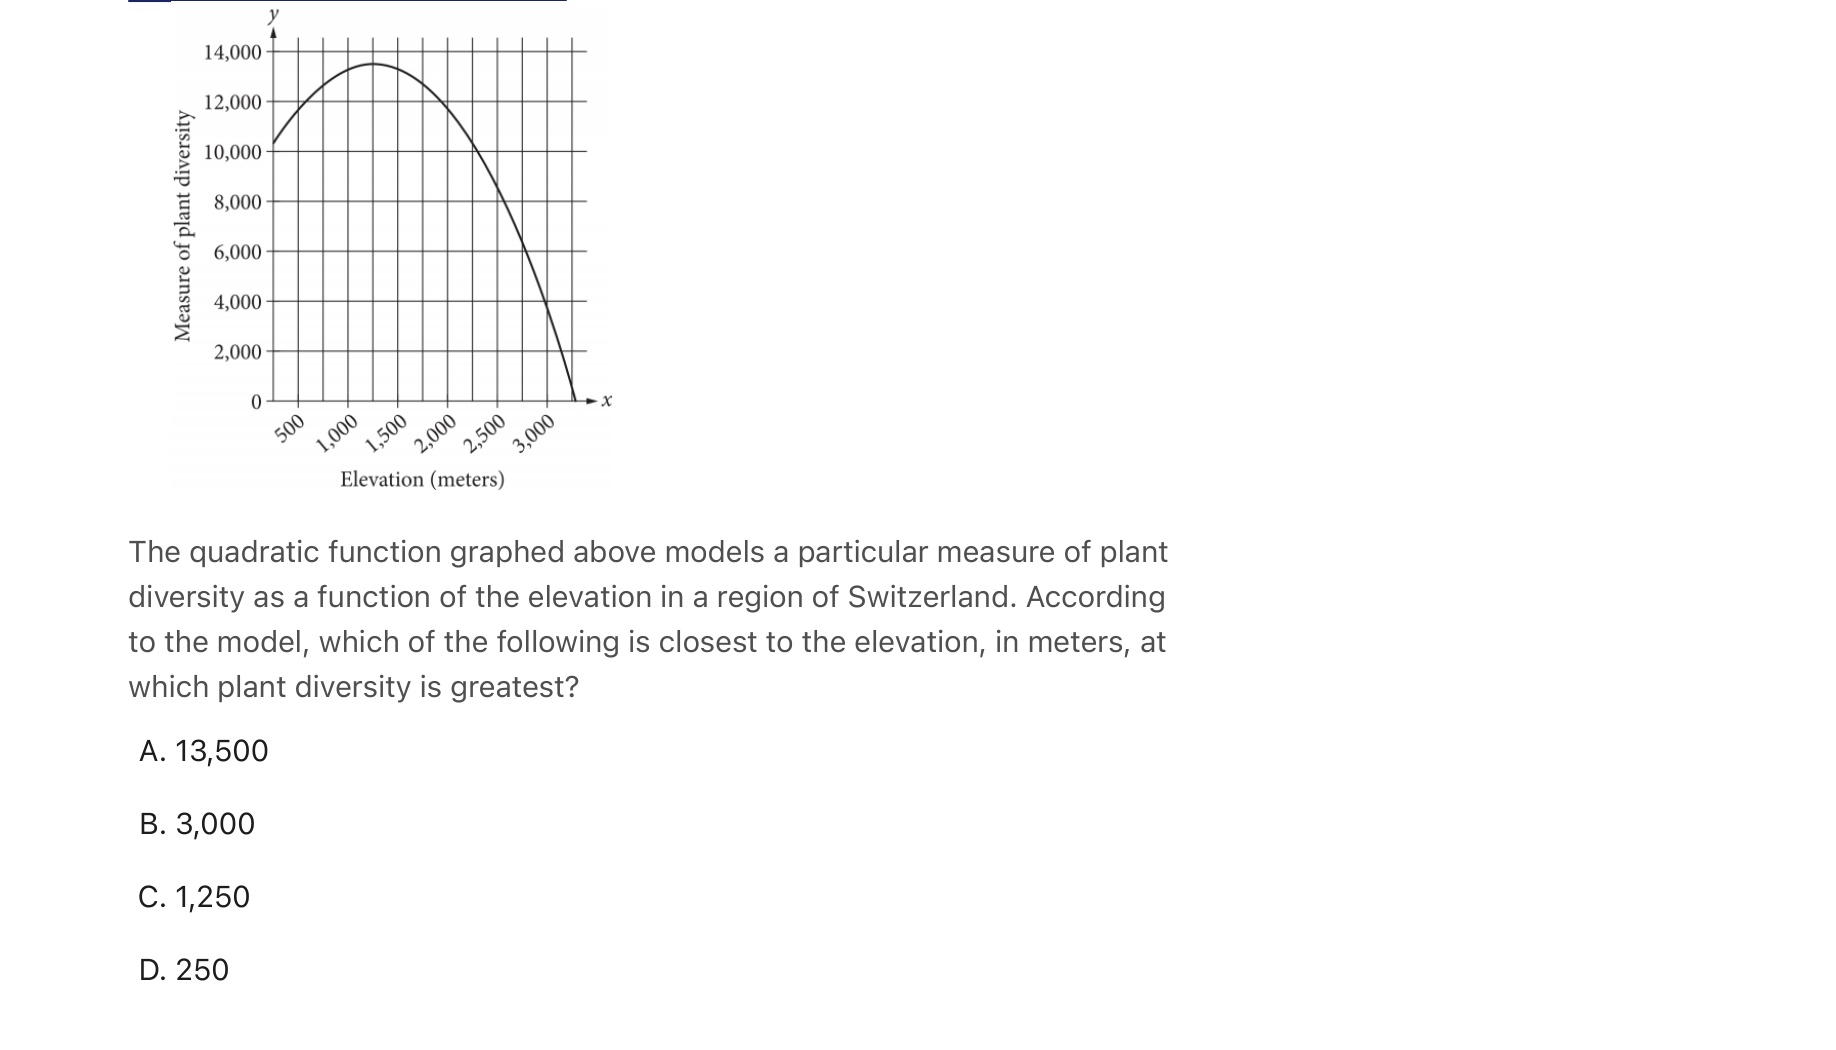 y
14,000
12,000
10,000
8,000
6,000
4,000
2,000
0
Measure of plant diversity
x
500
1,000
1,500
2,000
2,500
3,000
Elevation (meters)
The quadratic function graphed above models a particular measure of plant
diversity as a function of the elevation in a region of Switzerland. According
to the model, which of the following is closest to the elevation, in meters, at
which plant diversity is greatest?
A. 13,500
B. 3,000
C. 1,250
D. 250